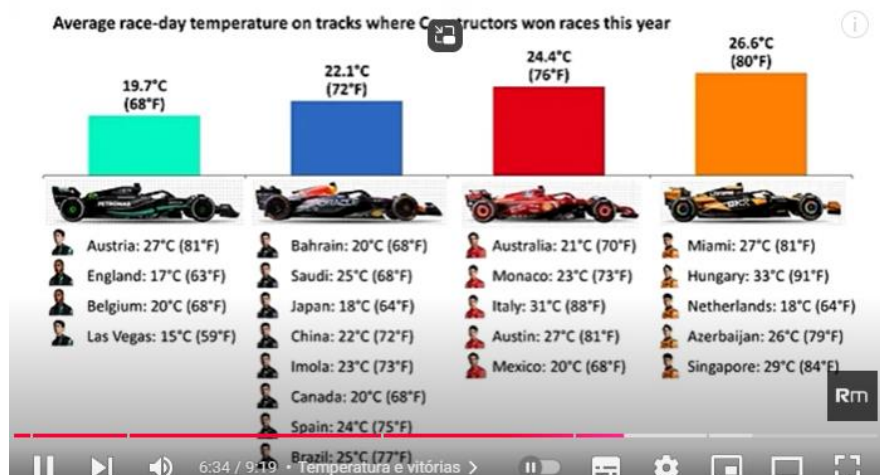 Average race-day temperature on tracks where Constructors won races this year
19.7°C
(68°F)
22.1°C
(72°F)
24.4°C
(76°F)
26.6°C
(80°F)
PETRONAS
ORACLE
OKX
Austria: 27°C (81°F)
England: 17°C (63°F)
Belgium: 20°C (68°F)
Las Vegas: 15°C (59°F)
Bahrain: 20°C (68°F)
Saudi: 25°C (68°F)
Japan: 18°C (64°F)
China: 22°C (72°F)
Imola: 23°C (73°F)
Canada: 20°C (68°F)
Spain: 24°C (75°F)
Brazil: 25°C (77°F)
Australia: 21°C (70°F)
Monaco: 23°C (73°F)
Italy: 31°C (88°F)
Austin: 27°C (81°F)
Mexico: 20°C (68°F)
Miami: 27°C (81°F)
Hungary: 33°C (91°F)
Netherlands: 18°C (64°F)
Azerbaijan: 26°C (79°F)
Singapore: 29°C (84°F)
Rm
6:34 / 9:19 • Temperatura e vitórias >